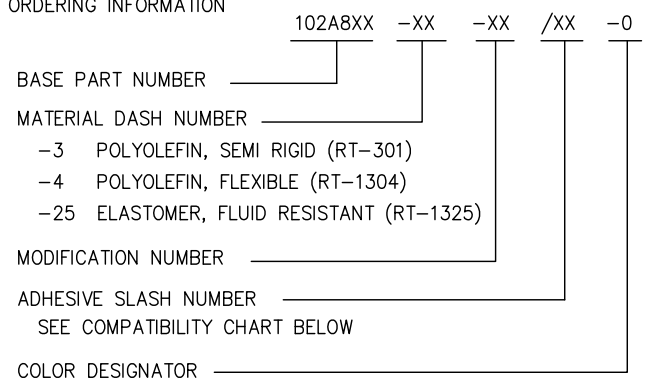 ORDERING INFORMATION
102A8XX -XX -XX /XX -0
BASE PART NUMBER
MATERIAL DASH NUMBER
-3 POLYOLEFIN, SEMI RIGID (RT-301)
-4 POLYOLEFIN, FLEXIBLE (RT-1304)
-25 ELASTOMER, FLUID RESISTANT (RT-1325)
MODIFICATION NUMBER
ADHESIVE SLASH NUMBER
SEE COMPATIBILITY CHART BELOW
COLOR DESIGNATOR